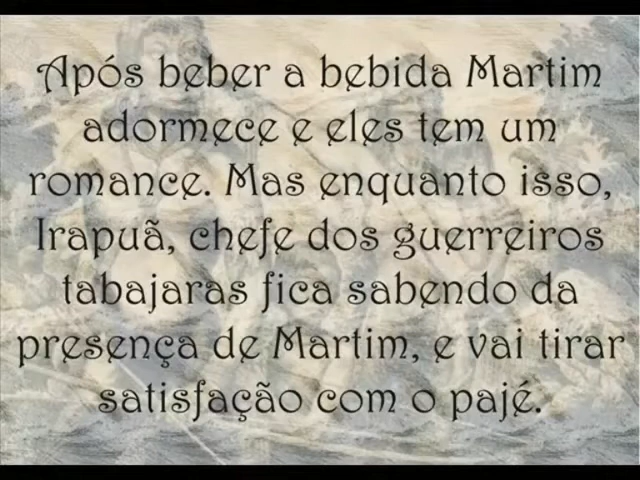 Após beber a bebida Martim
adormece e eles tem um
romance. Mas enquanto isso,
Irapuã, chefe dos guerreiros
tabajaras fica sabendo da
presença de Martim, e vai tirar
satisfação com o pajé.